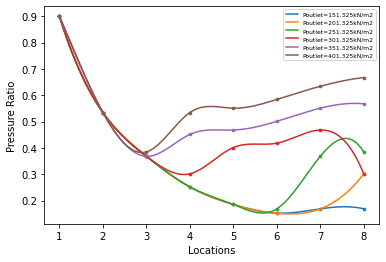 Poutlet=151.325kN/m2
Poutlet=201.325kN/m2
Poutlet=251.325kN/m2
Poutlet=301.325kN/m2
Poutlet=351.325kN/m2
Poutlet=401.325kN/m2
0.9
0.8
0.7
0.6
0.5
0.4
0.3
0.2
Pressure Ratio
1 2 3 4 5 6 7 8
Locations